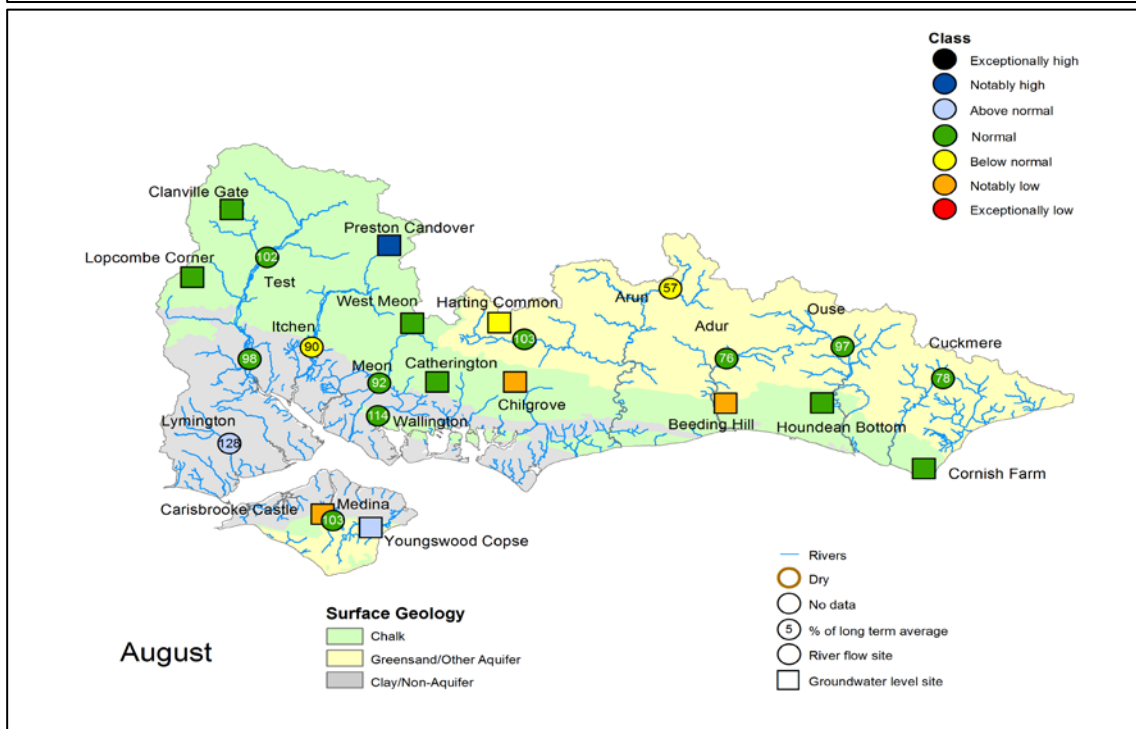 Class
Exceptionally high
Notably high
Above normal
Normal
Below normal
Notably low
Exceptionally low
Clanville Gate
Preston Candover
Lopcombe Corner
102
Test
West Meon
Harting Common
Arun
57
Ouse
Adur
Itchen
90
103
97
Cuckmere
98
Meon
92
Catherington
76
78
Chilgrove
114
Wallington
Beeding Hill
Houndean Bottom
Lymington
128
Cornish Farm
Carisbrooke Castle
Medina
103
Youngswood Copse
Rivers
Dry
No data
5
% of long term average
River flow site
Groundwater level site
Surface Geology
Chalk
Greensand/Other Aquifer
Clay/Non-Aquifer
August